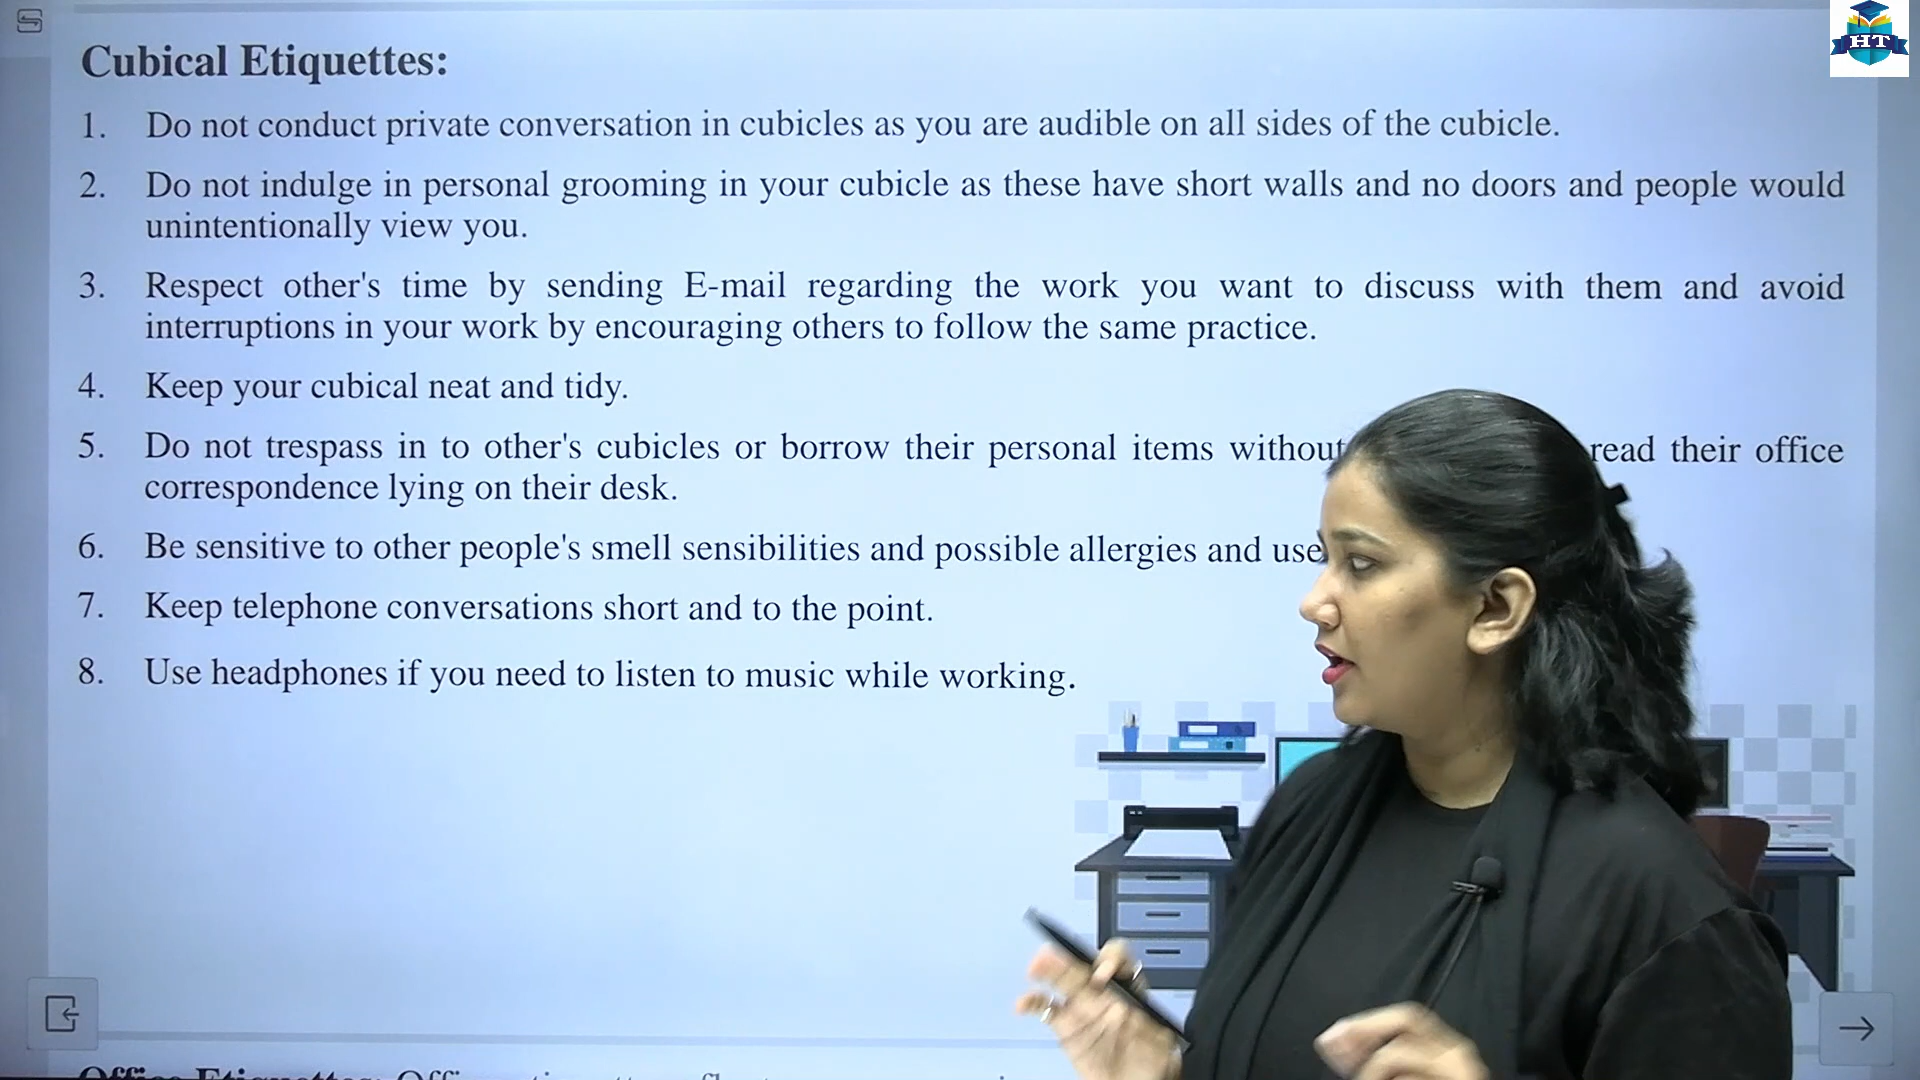 HT
Cubical Etiquettes:
1. Do not conduct private conversation in cubicles as you are audible on all sides of the cubicle.
2. Do not indulge in personal grooming in your cubicle as these have short walls and no doors and people would
unintentionally view you.
3. Respect other's time by sending E-mail regarding the work you want to discuss with them and avoid
interruptions in your work by encouraging others to follow the same practice.
4. Keep your cubical neat and tidy.
5. Do not trespass in to other's cubicles or borrow their personal items without read their office
correspondence lying on their desk.
6. Be sensitive to other people's smell sensibilities and possible allergies and use
7. Keep telephone conversations short and to the point.
8. Use headphones if you need to listen to music while working.
Office Etiquettes: